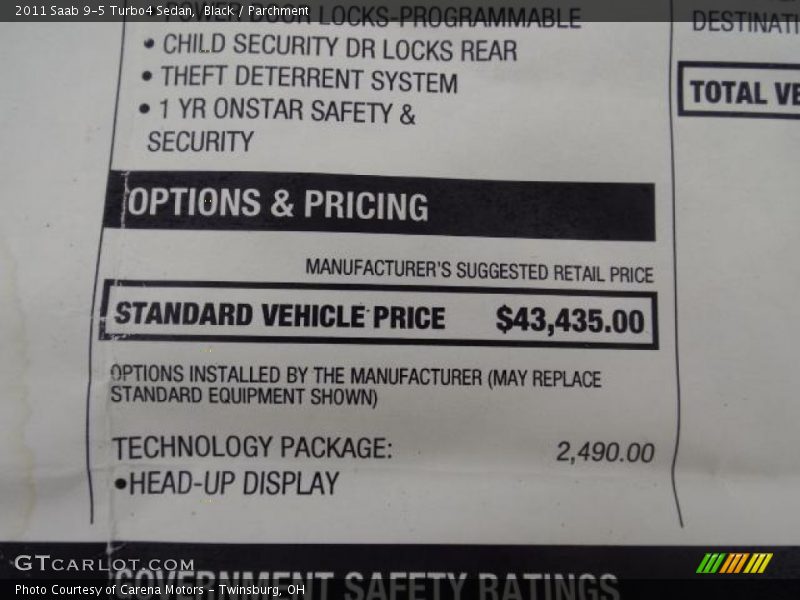 2011 Saab 9-5 Turbo4 Sedan, Black / Parchment
• POWER DOOR LOCKS-PROGRAMMABLE
• CHILD SECURITY DR LOCKS REAR
• THEFT DETERRENT SYSTEM
• 1 YR ONSTAR SAFETY &
SECURITY
DESTINATI
TOTAL VE
OPTIONS & PRICING
MANUFACTURER'S SUGGESTED RETAIL PRICE
STANDARD VEHICLE PRICE $43,435.00
OPTIONS INSTALLED BY THE MANUFACTURER (MAY REPLACE
STANDARD EQUIPMENT SHOWN)
TECHNOLOGY PACKAGE: 2,490.00
•HEAD-UP DISPLAY
GTCARLOT.COM
GOVERNMENT SAFETY RATINGS
Photo Courtesy of Carena Motors - Twinsburg, OH